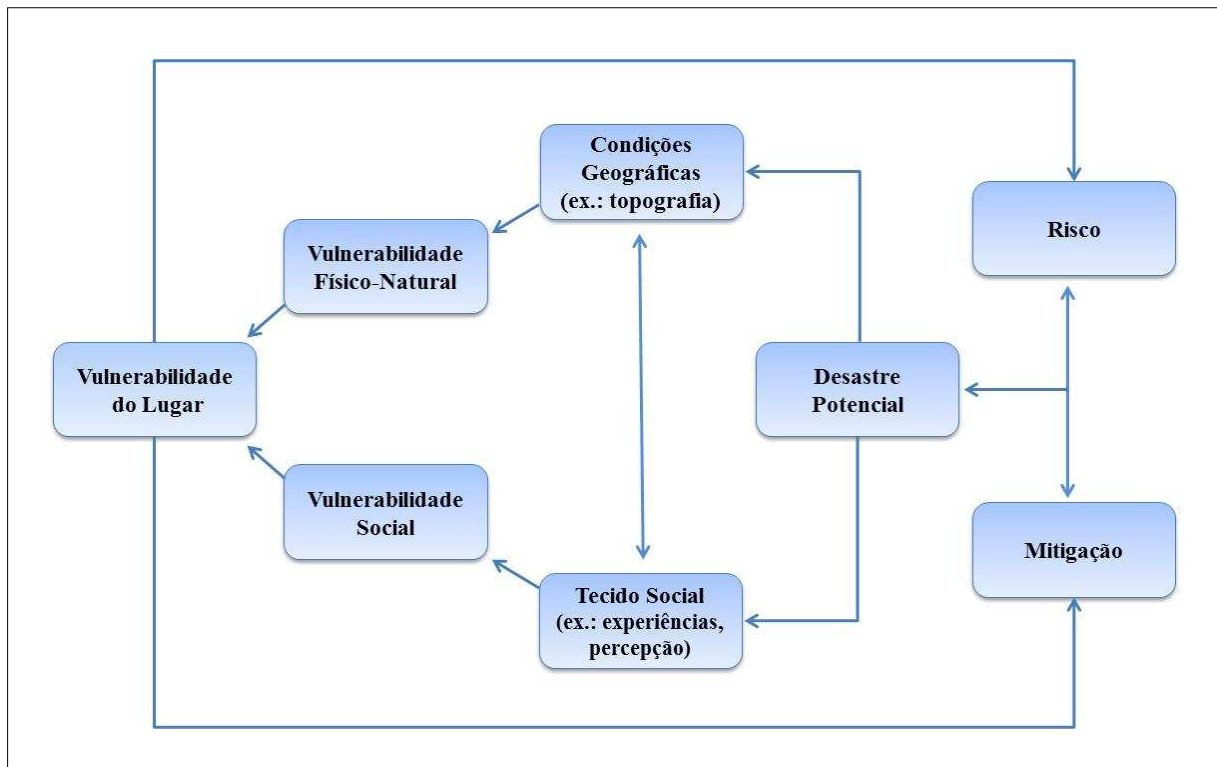 Condições
Geográficas
(ex.: topografia)
Risco
Vulnerabilidade
Físico-Natural
Vulnerabilidade
do Lugar
Desastre
Potencial
Vulnerabilidade
Social
Mitigação
Tecido Social
(ex.: experiências,
percepção)